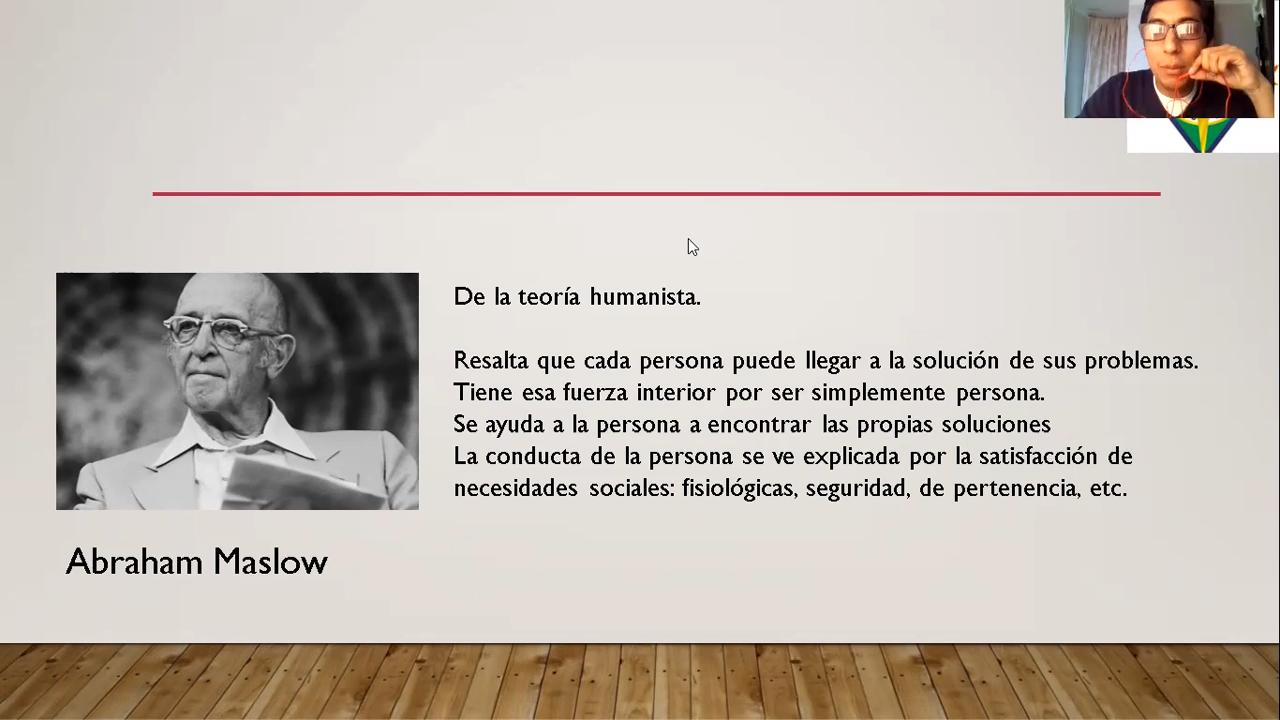 De la teoría humanista.
Resalta que cada persona puede llegar a la solución de sus problemas.
Tiene esa fuerza interior por ser simplemente persona.
Se ayuda a la persona a encontrar las propias soluciones
La conducta de la persona se ve explicada por la satisfacción de
necesidades sociales: fisiológicas, seguridad, de pertenencia, etc.
Abraham Maslow